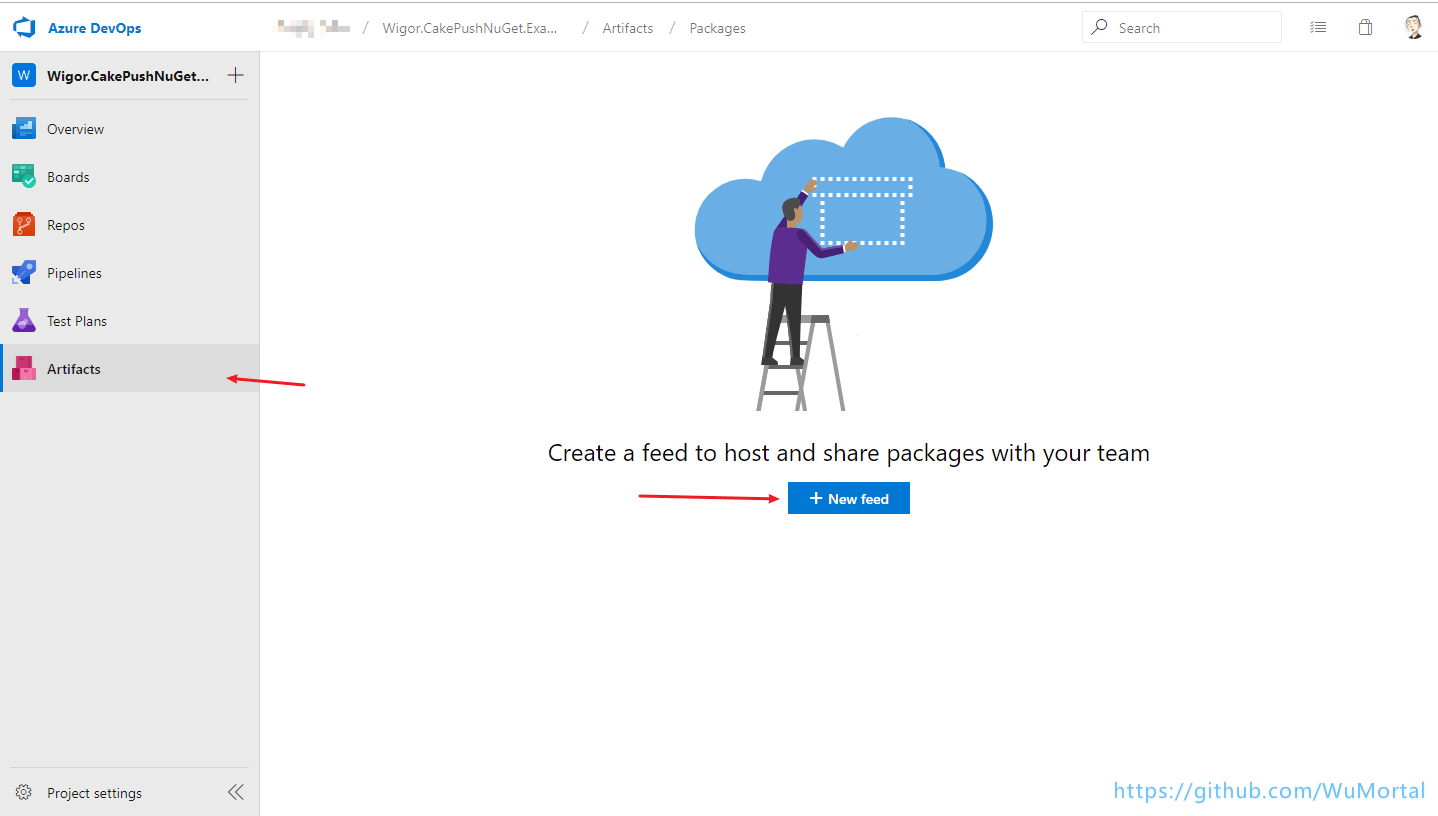 Azure DevOps
/ Wigor.CakePushNuGet.Exa... / Artifacts / Packages
Search
W Wigor.CakePushNuGet...
Overview
Boards
Repos
Pipelines
Test Plans
Artifacts
Create a feed to host and share packages with your team
+ New feed
Project settings
https://github.com/WuMortal